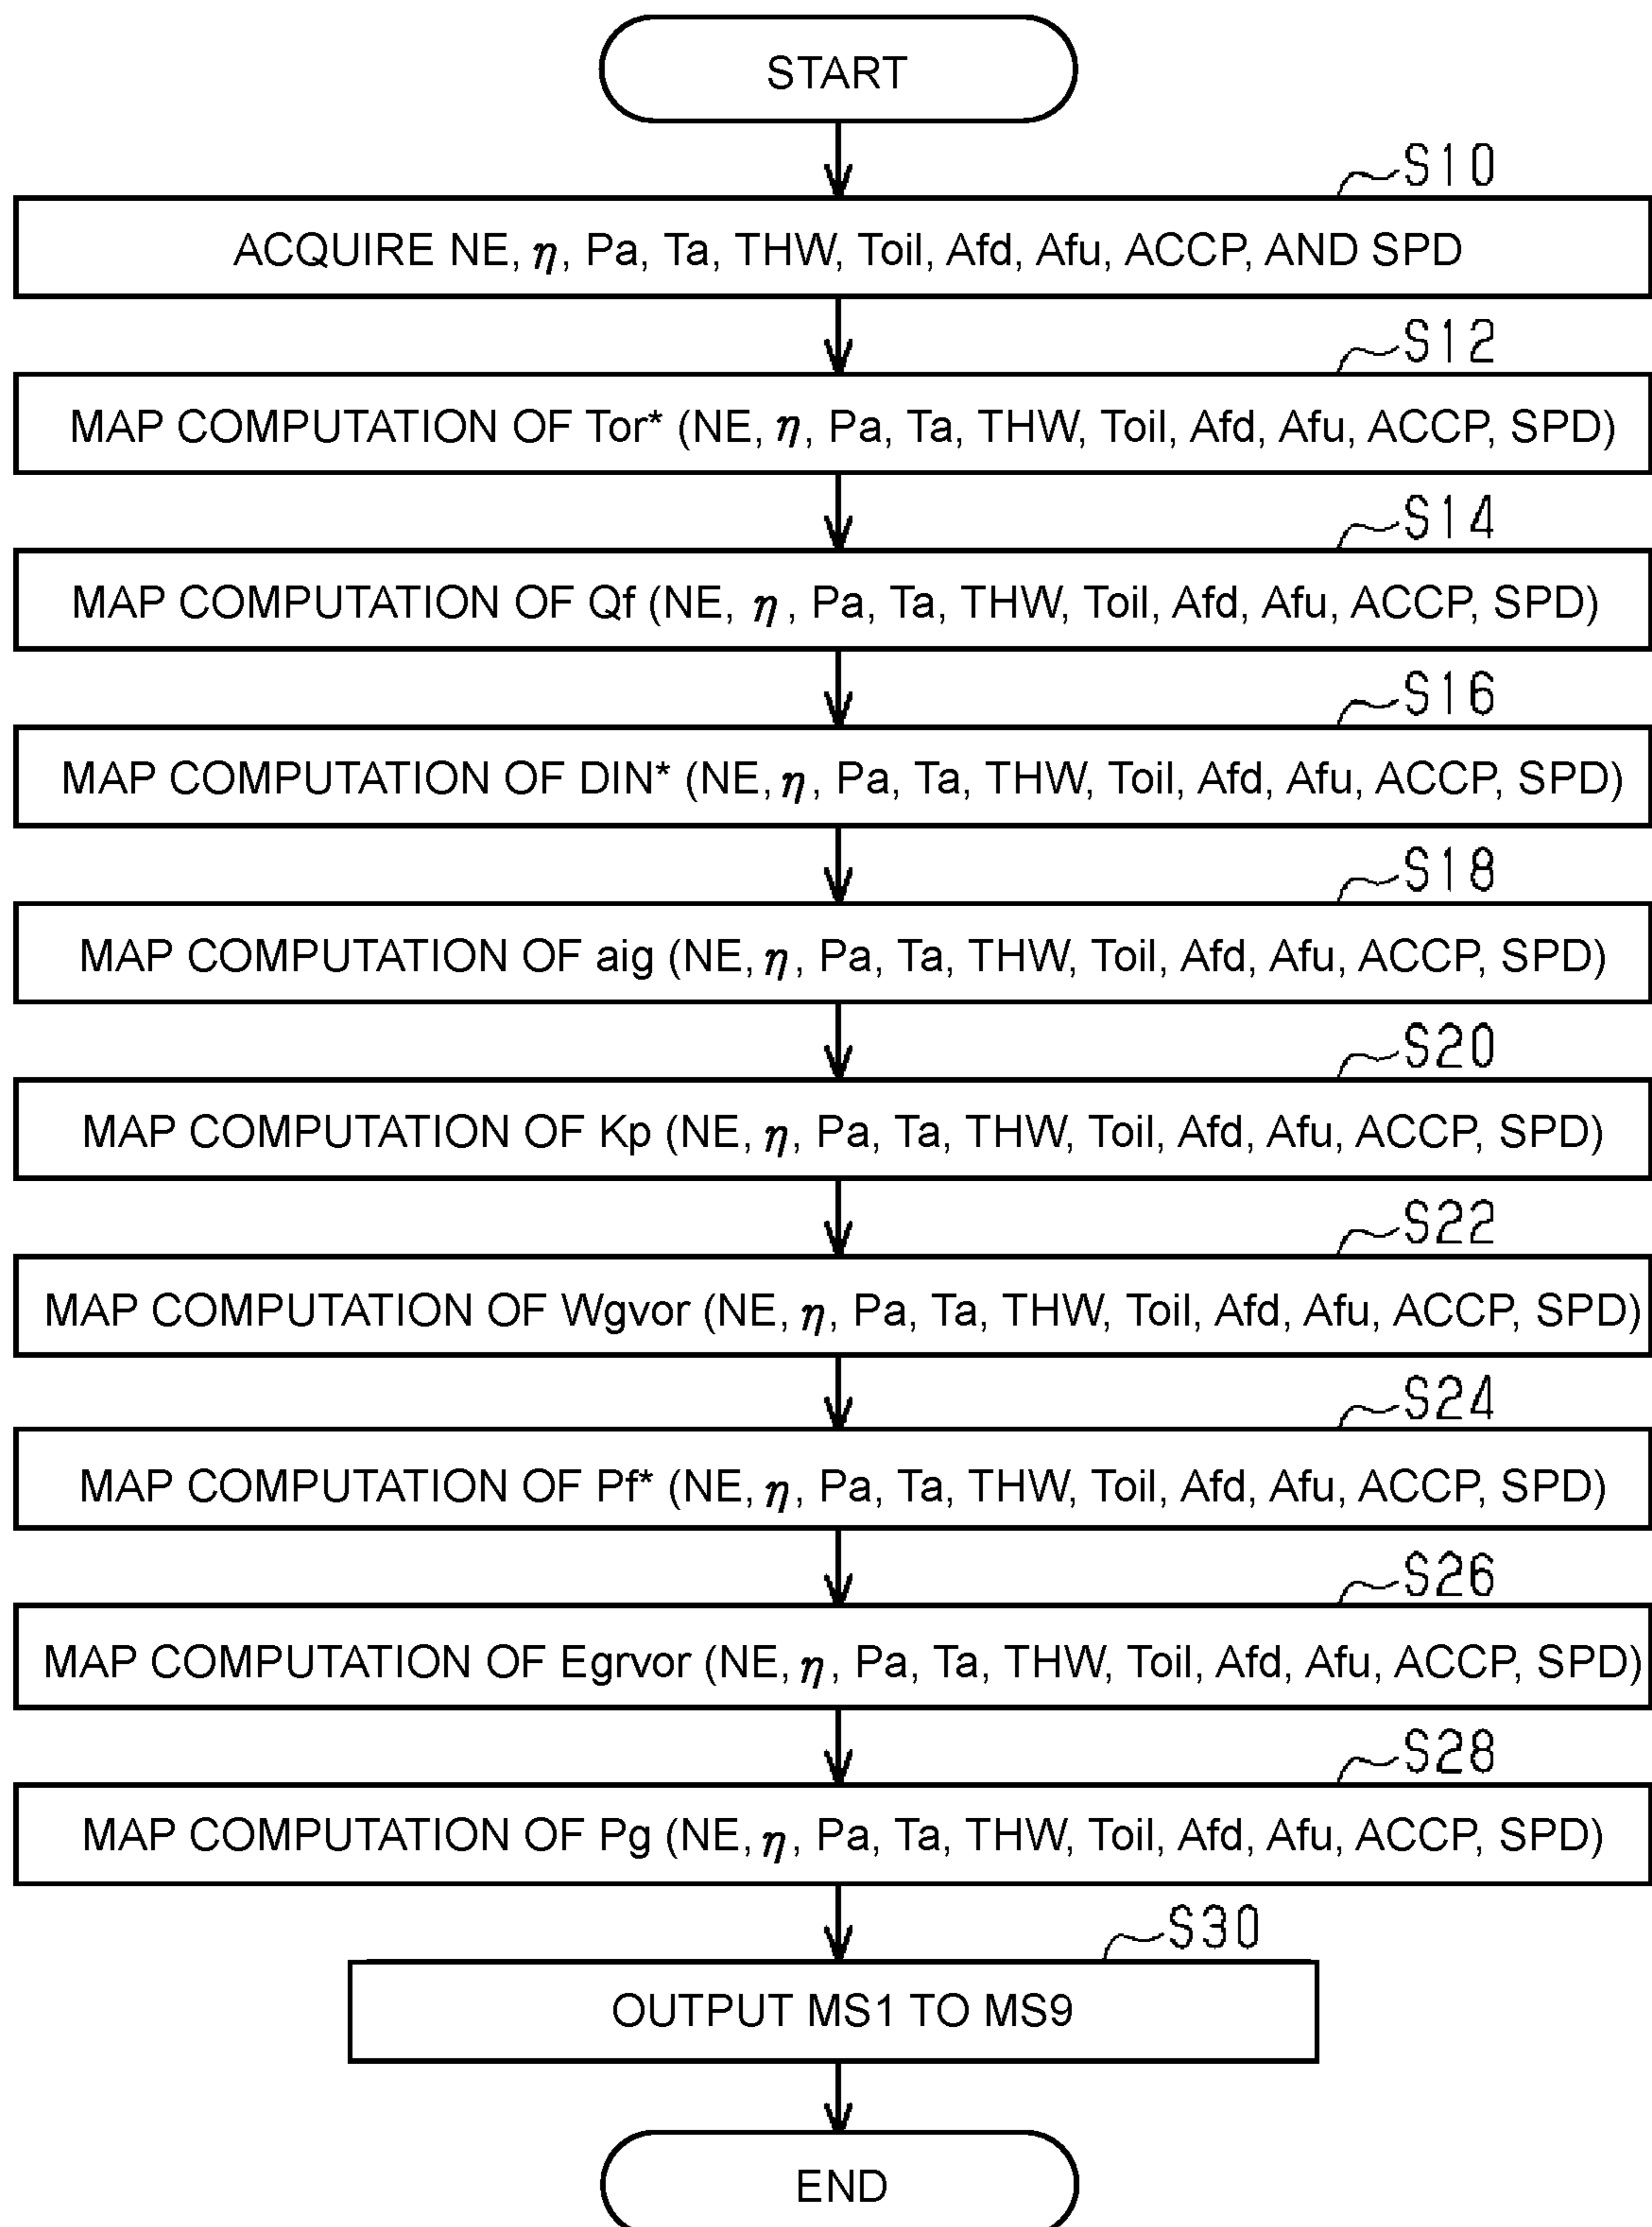 START
S10
ACQUIRE NE, η, Pa, Ta, THW, Toil, Afd, Afu, ACCP, AND SPD
S12
MAP COMPUTATION OF Tor* (NE, η, Pa, Ta, THW, Toil, Afd, Afu, ACCP, SPD)
S14
MAP COMPUTATION OF Qf (NE, η, Pa, Ta, THW, Toil, Afd, Afu, ACCP, SPD)
S16
MAP COMPUTATION OF DIN* (NE, η, Pa, Ta, THW, Toil, Afd, Afu, ACCP, SPD)
S18
MAP COMPUTATION OF aig (NE, η, Pa, Ta, THW, Toil, Afd, Afu, ACCP, SPD)
S20
MAP COMPUTATION OF Kp (NE, η, Pa, Ta, THW, Toil, Afd, Afu, ACCP, SPD)
S22
MAP COMPUTATION OF Wgvor (NE, η, Pa, Ta, THW, Toil, Afd, Afu, ACCP, SPD)
S24
MAP COMPUTATION OF Pf* (NE, η, Pa, Ta, THW, Toil, Afd, Afu, ACCP, SPD)
S26
MAP COMPUTATION OF Egrvor (NE, η, Pa, Ta, THW, Toil, Afd, Afu, ACCP, SPD)
S28
MAP COMPUTATION OF Pg (NE, η, Pa, Ta, THW, Toil, Afd, Afu, ACCP, SPD)
S30
OUTPUT MS1 TO MS9
END